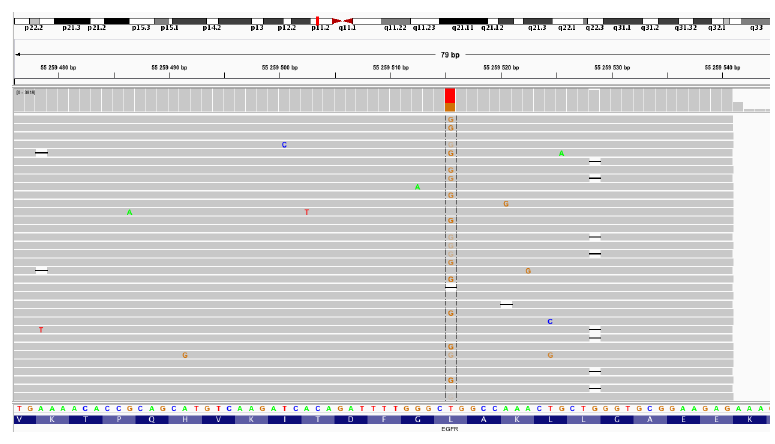 p22.2 p21.3 p21.2 p15.3 p15.1 p14.2 p13 p12.2 p11.2 q11.1 q11.22 q11.23 q21.11 q21.12 q21.3 q22.1 q22.3 q31.1 q31.2 q31.32 q32.1 q33
79 bp
55 259 480 bp 55 259 490 bp 55 259 500 bp 55 259 510 bp 55 259 520 bp 55 259 530 bp 55 259 540 bp
G
G
C
G A
G
G
A
G
G
A T
G
G
G
G
G
C
T
G
G G G
G
T G A A A A C A C C G C A G C A T G T C A A G A T C A C A G A T T T T G G G C T G G C C A A A C T G C T G G G T G C G G A A G A G A A A
V K T P Q H V K I T D F G L A K L L G A E E K
EGFR